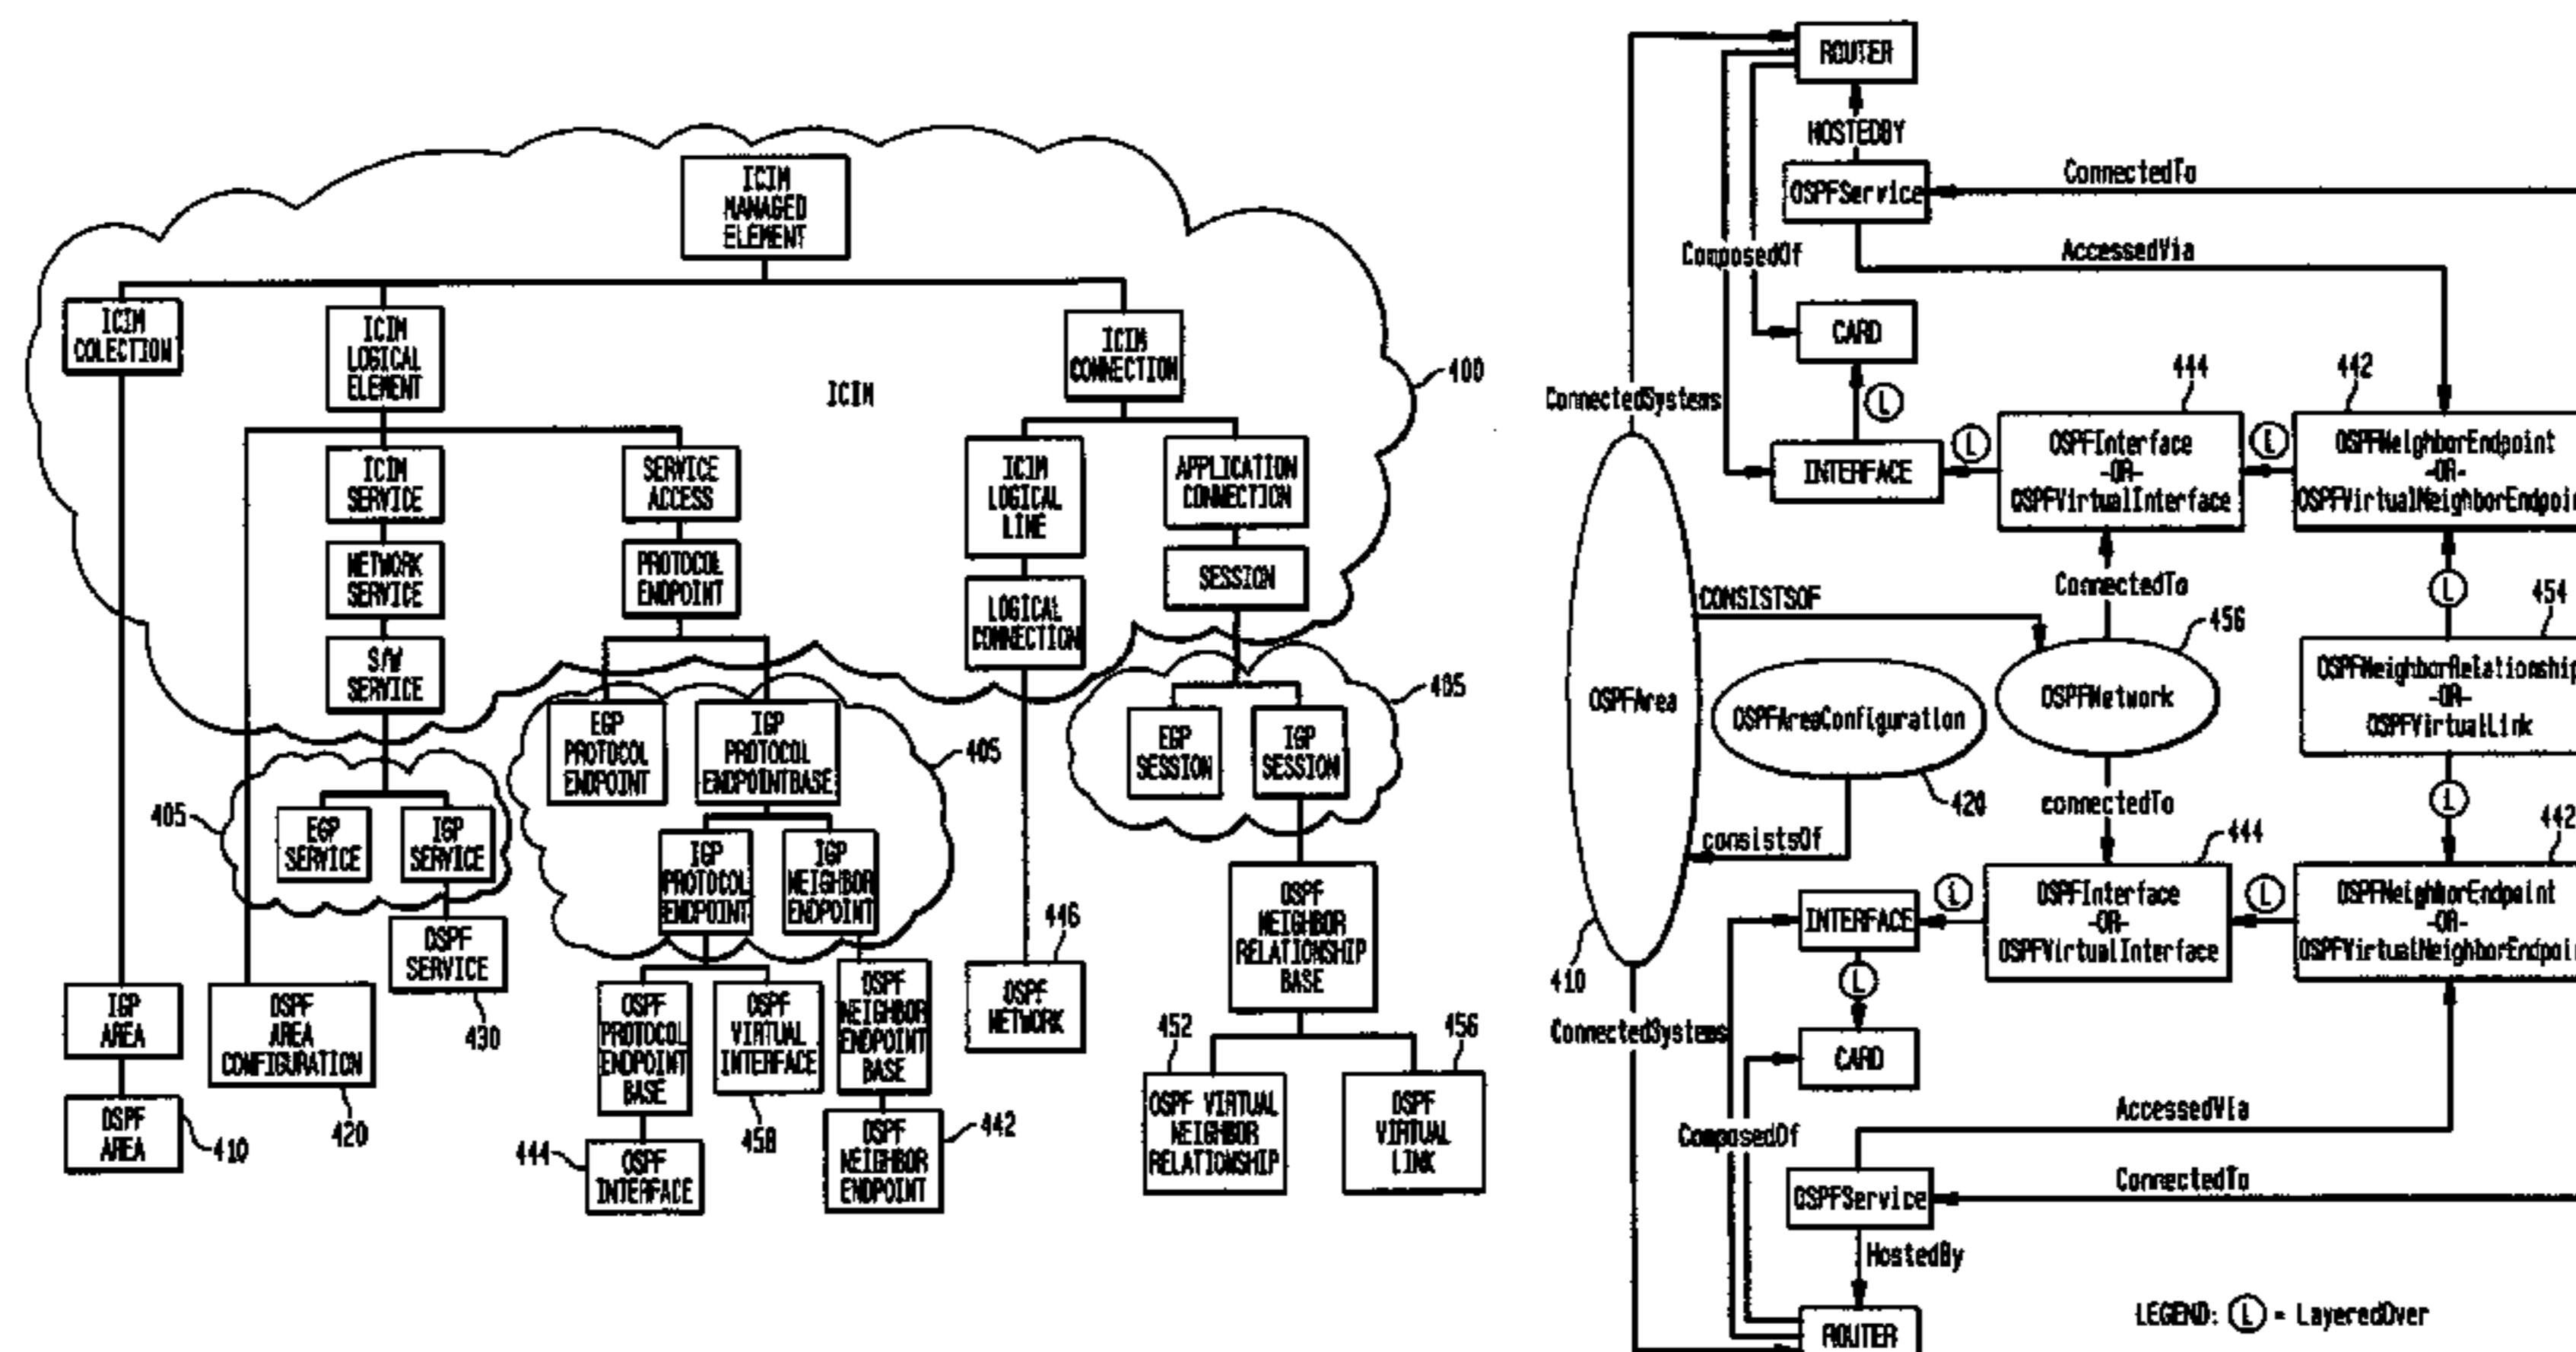 ICIM
MANAGED
ELEMENT
ICIM
COLECTION
ICIM
LOGICAL
ELEMENT
ICIM
ICIM
CONNECTION
400
ICIM
SERVICE
SERVICE
ACCESS
ICIM
LOGICAL
LINE
APPLICATION
CONNECTION
NETWORK
SERVICE
PROTOCOL
ENDPOINT
LOGICAL
CONNECTION
SESSION
S/W
SERVICE
405
EGP
SERVICE
IGP
SERVICE
EGP
PROTOCOL
ENDPOINT
IGP
PROTOCOL
ENDPOINTBASE
405
EGP
SESSION
IGP
SESSION
405
IGP
PROTOCOL
ENDPOINT
IGP
NEIGHBOR
ENDPOINT
OSPF
SERVICE
430
OSPF
NEIGHBOR
RELATIONSHIP
BASE
446
OSPF
NETWORK
IGP
AREA
OSPF
AREA
CONFIGURATION
420
OSPF
AREA
410
OSPF
PROTOCOL
ENDPOINT
BASE
OSPF
VIRTUAL
INTERFACE
458
OSPF
NEIGHBOR
ENDPOINT
BASE
444
OSPF
INTERFACE
OSPF
NEIGHBOR
ENDPOINT
442
452
OSPF VIRTUAL
NEIGHBOR
RELATIONSHIP
456
OSPF
VIRTUAL
LINK
ROUTER
HOSTEDBY
OSPFService
ConnectedTo
AccessedVia
ComposedOf
CARD
L
ConnectedSystems
INTERFACE
L
444
OSPFInterface
-OR-
OSPFVirtualInterface
L
442
OSPFNeighborEndpoint
-OR-
OSPFVirtualNeighborEndpoin
ConnectedTo
L
CONSISTSOF
456
454
OSPFArea
OSPFAreaConfiguration
OSPFNetwork
OSPFNeighborRelationship
-OR-
OSPFVirtualLink
420
connectedTo
L
consistsOf
444
442
INTERFACE
L
OSPFInterface
-OR-
OSPFVirtualInterface
L
OSPFNeighborEndpoint
-OR-
OSPFVirtualNeighborEndpoin
410
L
ConnectedSystems
CARD
ComposedOf
AccessedVia
OSPFService
ConnectedTo
HostedBy
ROUTER
LEGEND: L = LayeredOver